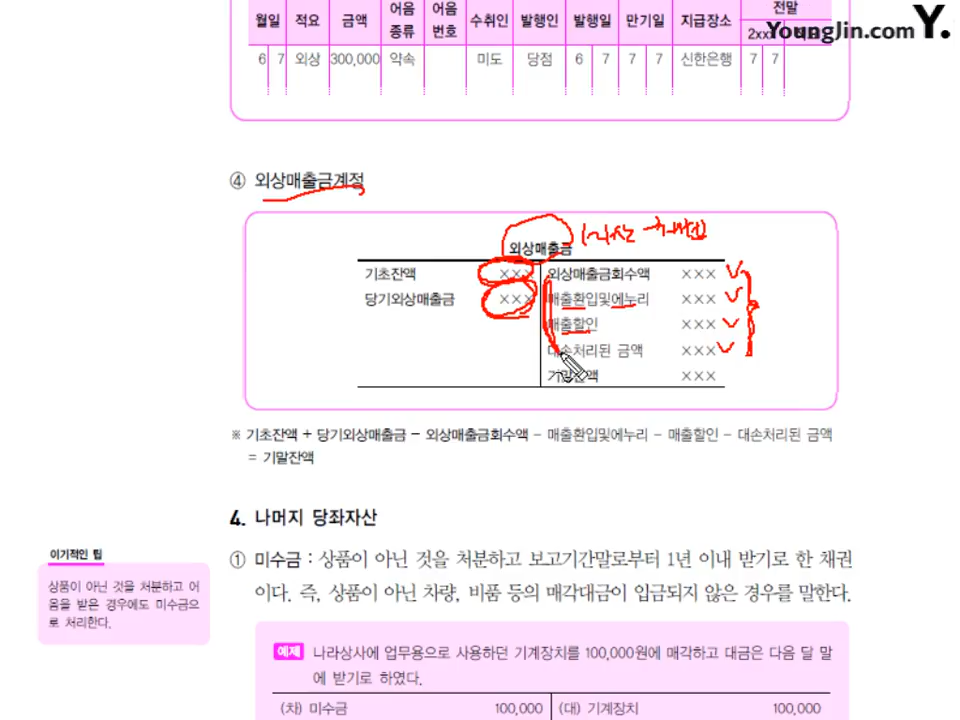 월일 적요 금액 어음 종류 어음 번호 수취인 발행인 발행일 만기일 지급장소 전말
YoungJin.com Y.
6 7 외상 300,000 약속 미도 당점 6 7 7 7 신한은행 7 7
④ 외상매출금계정
외상매출금
기초잔액 ××× 외상매출금회수액 ×××
당기외상매출금 ××× 매출환입및에누리 ×××
매출할인 ×××
대손처리된 금액 ×××
기말잔액 ×××
※ 기초잔액 + 당기외상매출금 - 외상매출금회수액 - 매출환입및에누리 - 매출할인 - 대손처리된 금액
= 기말잔액
4. 나머지 당좌자산
이기적인 팁
상품이 아닌 것을 처분하고 어
음을 받은 경우에도 미수금으
로 처리한다.
① 미수금 : 상품이 아닌 것을 처분하고 보고기간말로부터 1년 이내 받기로 한 채권
이다. 즉, 상품이 아닌 차량, 비품 등의 매각대금이 입금되지 않은 경우를 말한다.
예제 나라상사에 업무용으로 사용하던 기계장치를 100,000원에 매각하고 대금은 다음 달 말
에 받기로 하였다.
(차) 미수금 100,000 (대) 기계장치 100,000